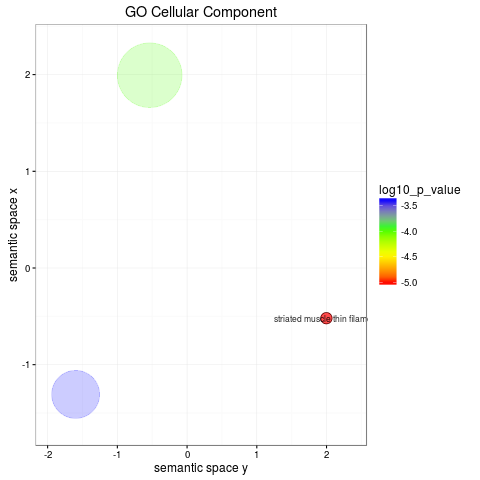 GO Cellular Component
semantic space x
2
1
0
-1
striated muscle thin filam
-2
-1
0
1
2
semantic space y
log10_p_value
-3.5
-4.0
-4.5
-5.0